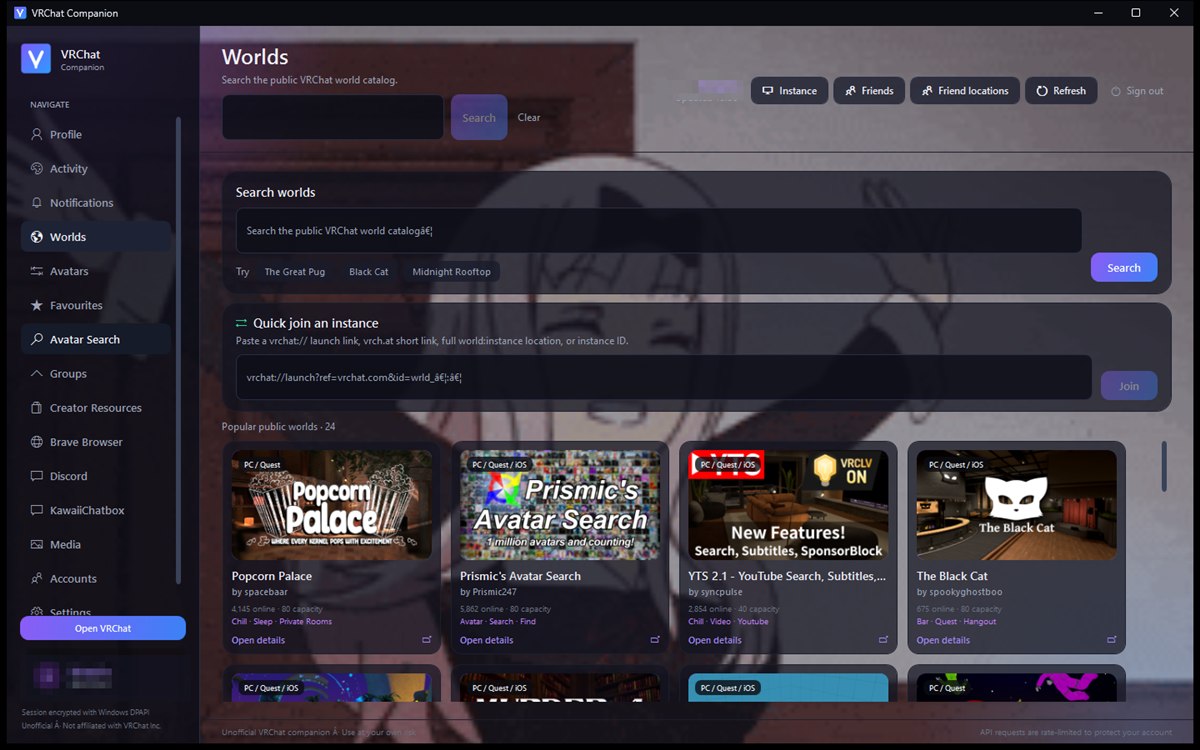 VRChat Companion
VRChat
Companion
NAVIGATE
Profile
Activity
Notifications
Worlds
Avatars
Favourites
Avatar Search
Groups
Creator Resources
Brave Browser
Discord
KawaiiChatbox
Media
Accounts
Settings
Open VRChat
Session encrypted with Windows DPAPI
Unofficial Â· Not affiliated with VRChat Inc.
Worlds
Search the public VRChat world catalog.
Search
Clear
Instance
Friends
Friend locations
Refresh
Sign out
Search worlds
Search the public VRChat world catalogâ€¦
Try
The Great Pug
Black Cat
Midnight Rooftop
Search
Quick join an instance
Paste a vrchat:// launch link, vrch.at short link, full world:instance location, or instance ID.
vrchat://launch?ref=vrchat.com&id=wrld_â€¦:â€¦
Join
Popular public worlds · 24
PC / Quest
Popcorn
Palace
WHERE EVERY KERNEL POPS WITH EXCITEMENT
Popcorn Palace
by spacebaar
4,145 online · 80 capacity
Chill · Sleep · Private Rooms
Open details
PC / Quest / iOS
Prismic's
Avatar Search
1 million avatars and counting!
Prismic's Avatar Search
by Prismic247
5,862 online · 80 capacity
Avatar · Search · Find
Open details
YTS
PC / Quest / iOS
VRCLV
ON
New Features!
Search, Subtitles, SponsorBlock
YTS 2.1 - YouTube Search, Subtitles,...
by syncpulse
2,854 online · 40 capacity
Chill · Video · Youtube
Open details
PC / Quest / iOS
The Black Cat
The Black Cat
by spookyghostboo
675 online · 80 capacity
Bar · Quest · Hangout
Open details
PC / Quest / iOS
PC / Quest / iOS
MURDER 4
PC / Quest / iOS
PC / Quest
Unofficial VRChat companion Â· Use at your own risk
API requests are rate-limited to protect your account.